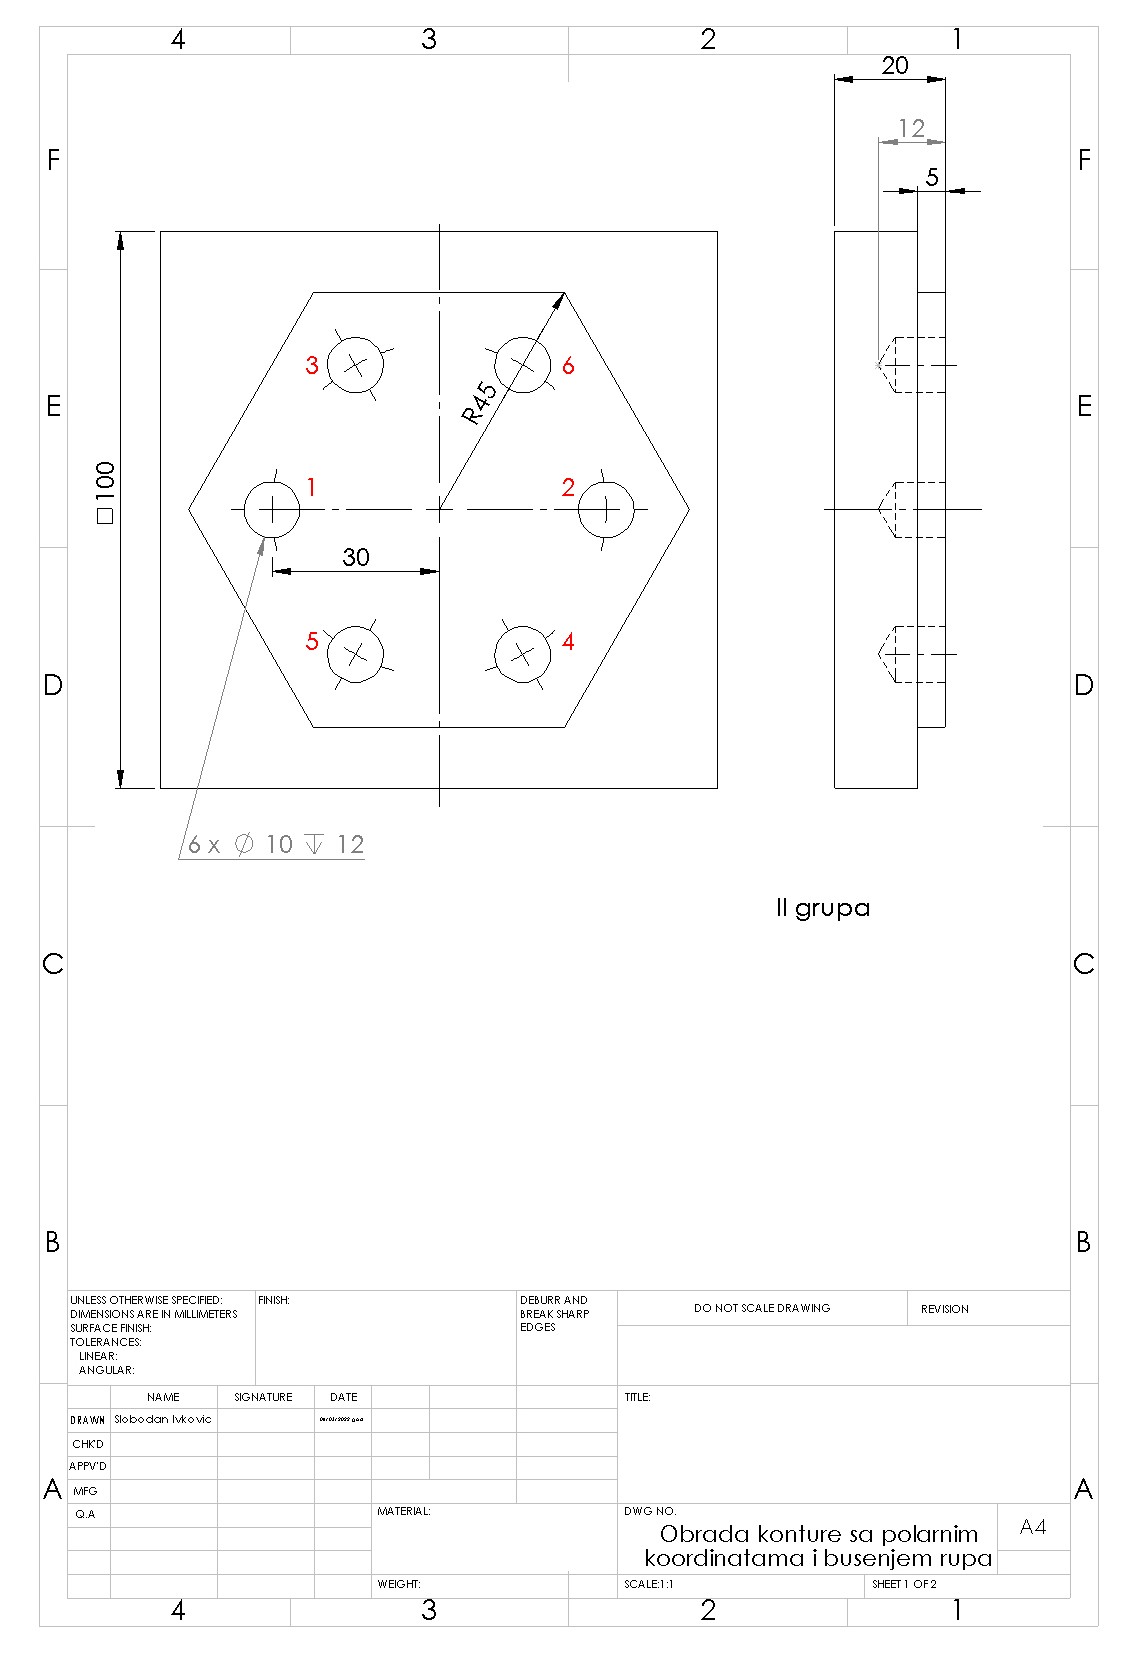 4 3 2 1
20
12
5
F F
3 6
R45
E E
1 2
□ 100
30
5 4
D D
6 x ∅ 10 ↧ 12
II grupa
C C
B B
UNLESS OTHERWISE SPECIFIED:
DIMENSIONS ARE IN MILLIMETERS
SURFACE FINISH:
TOLERANCES:
LINEAR:
ANGULAR:
FINISH:
DEBURR AND
BREAK SHARP
EDGES
DO NOT SCALE DRAWING
REVISION
NAME SIGNATURE DATE
DRAWN Slobodan Ivkovic
CHK'D
APPV'D
MFG
Q.A
TITLE:
A A
MATERIAL:
DWG NO.
Obrada konture sa polarnim
koordinatama i busenjem rupa
A4
WEIGHT:
SCALE:1:1
SHEET 1 OF 2
4 3 2 1